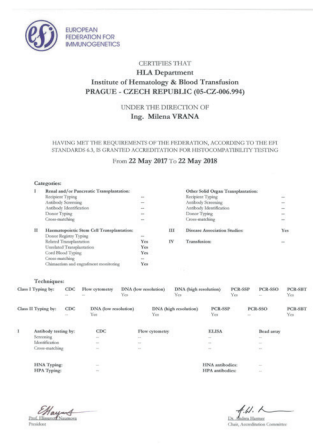 efi
EUROPEAN
FEDERATION FOR
IMMUNOGENETICS
CERTIFIES THAT
HLA Department
Institute of Hematology & Blood Transfusion
PRAGUE - CZECH REPUBLIC (05-CZ-006.994)
UNDER THE DIRECTION OF
Ing. Milena VRANA
HAVING MET THE REQUIREMENTS OF THE FEDERATION, ACCORDING TO THE EFI
STANDARDS 6.3, IS GRANTED ACCREDITATION FOR HISTOCOMPATIBILITY TESTING
From 22 May 2017 To 22 May 2018
Categories:
I Renal and/or Pancreatic Transplantation: Other Solid Organ Transplantation:
Recipient Typing -- Recipient Typing --
Antibody Screening -- Antibody Screening --
Antibody Identification -- Antibody Identification --
Donor Typing -- Donor Typing --
Cross-matching -- Cross-matching --
II Haematopoietic Stem Cell Transplantation: III Disease Association Studies: Yes
Donor Registry Typing --
Related Transplantation Yes IV Transfusion --
Unrelated Transplantation Yes
Cord Blood Typing Yes
Cross-matching --
Chimaerism and engraftment monitoring Yes
Techniques:
Class I Typing by: CDC Flow cytometry DNA (low resolution) DNA (high resolution) PCR-SSP PCR-SSO PCR-SBT
-- -- Yes Yes Yes -- Yes
Class II Typing by: CDC DNA (low resolution) DNA (high resolution) PCR-SSP PCR-SSO PCR-SBT
-- Yes Yes Yes -- Yes
I Antibody testing by: CDC Flow cytometry ELISA Bead array
Screening -- -- -- --
Identification -- -- -- --
Cross-matching -- -- -- --
HNA Typing: -- HNA antibodies: --
HPA Typing: -- HPA antibodies: --
Prof. Naumova Dr. Harmer
President Chair, Accreditation Committee